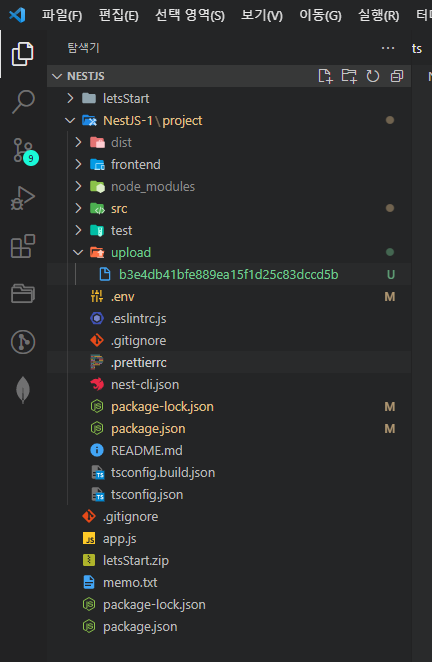 파일(F) 편집(E) 선택 영역(S) 보기(V) 이동(G) 실행(R)
탐색기 ...
ts
NESTJS
letsStart
NestJS-1\project
dist
frontend
9
node_modules
src
test
upload
b3e4db41bfe889ea15f1d25c83dccd5b U
.env M
.eslintrc.js
.gitignore
.prettierrc
nest-cli.json
package-lock.json M
package.json M
README.md
tsconfig.build.json
tsconfig.json
.gitignore
app.js
letsStart.zip
memo.txt
package-lock.json
package.json